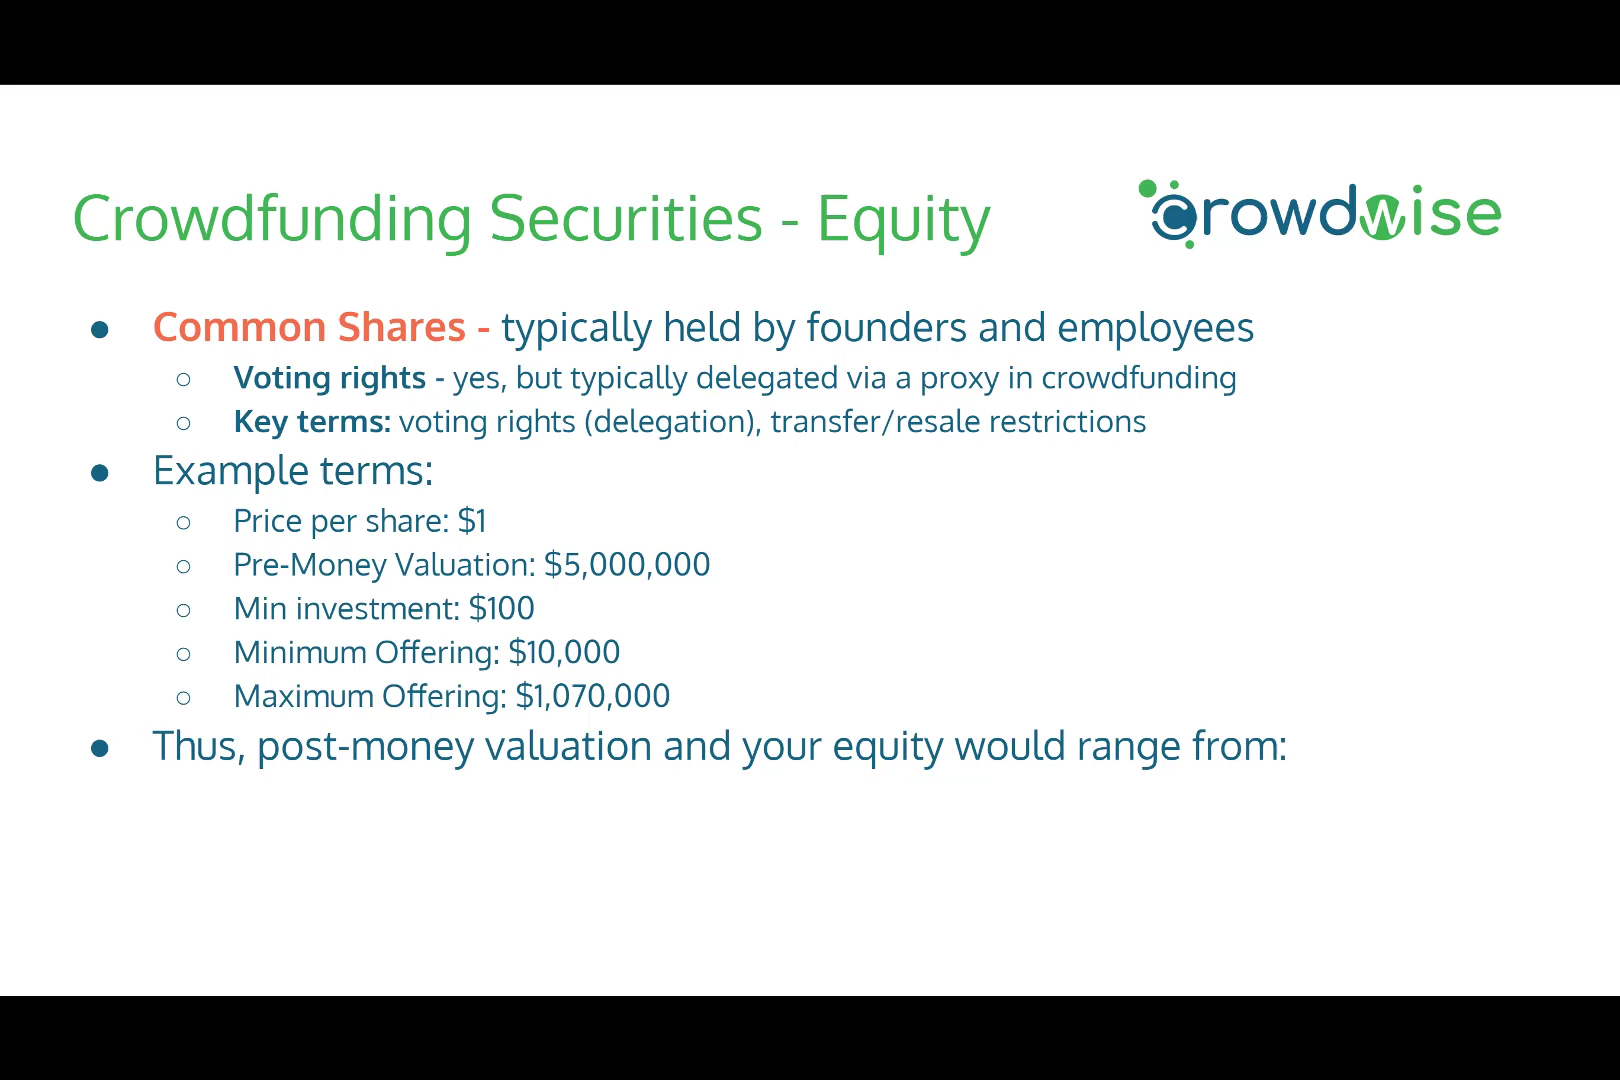 Crowdfunding Securities - Equity
crowdwise
● Common Shares - typically held by founders and employees
○ Voting rights - yes, but typically delegated via a proxy in crowdfunding
○ Key terms: voting rights (delegation), transfer/resale restrictions
● Example terms:
○ Price per share: $1
○ Pre-Money Valuation: $5,000,000
○ Min investment: $100
○ Minimum Offering: $10,000
○ Maximum Offering: $1,070,000
● Thus, post-money valuation and your equity would range from: